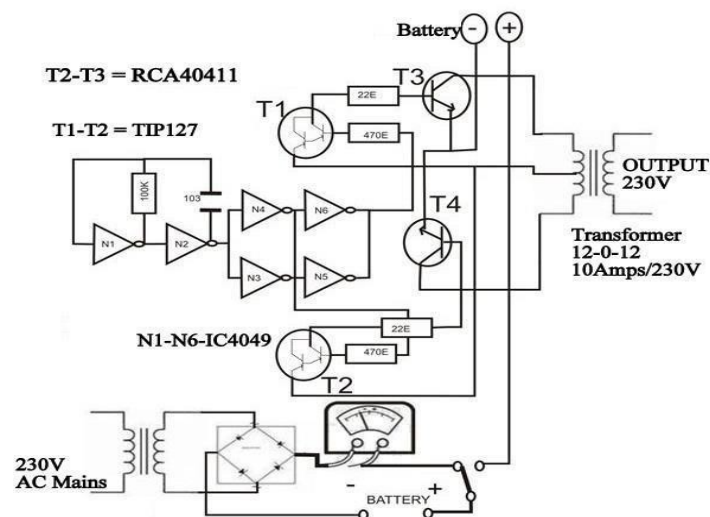 Battery - +
T2-T3 = RCA40411
T3
22E
T1
T1-T2 = TIP127
470E
OUTPUT
230V
100K
103
N4
N6
T4
N1
N2
Transformer
12-0-12
10Amps/230V
N3
N5
22E
N1-N6-IC4049
470E
T2
230V
AC Mains
- +
BATTERY